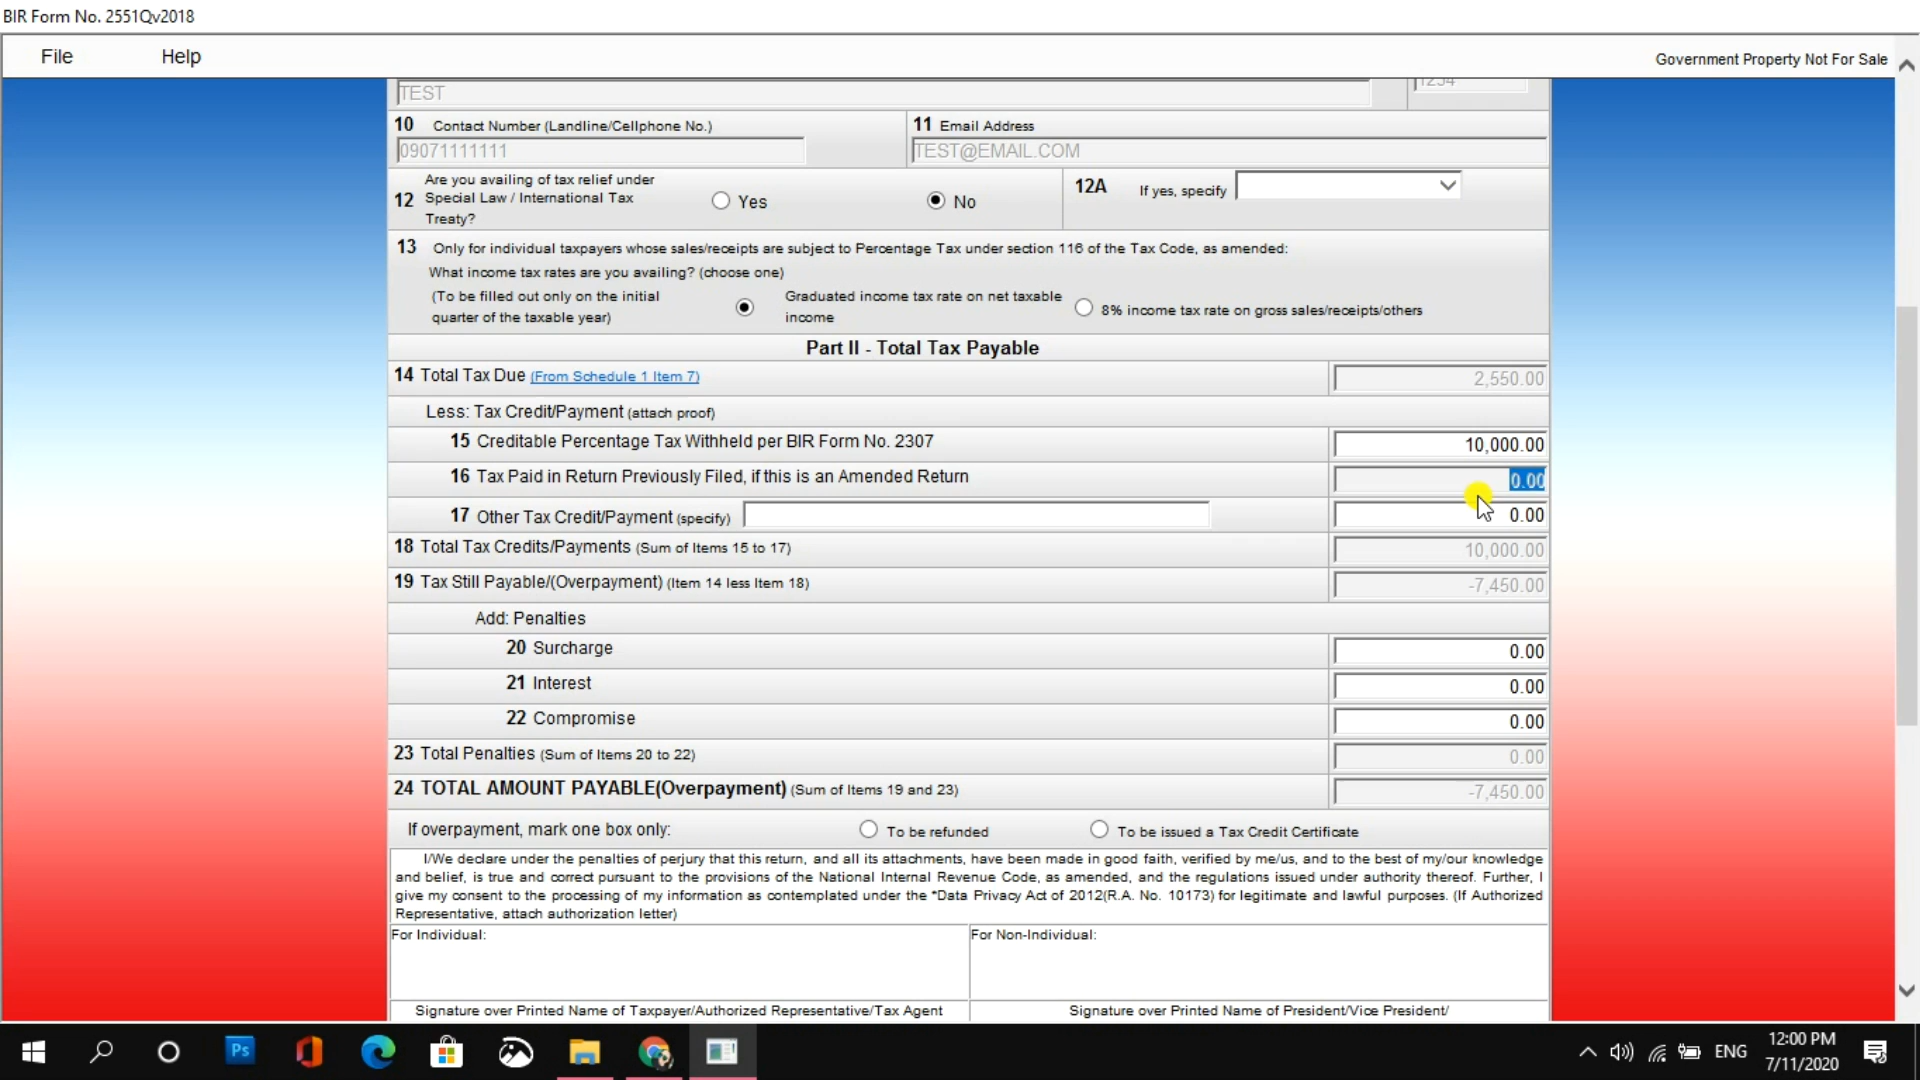 BIR Form No. 2551Qv2018
File Help Government Property Not For Sale
TEST 1234
10 Contact Number (Landline/Cellphone No.) 11 Email Address
09071111111 TEST@EMAIL.COM
12 Are you availing of tax relief under
Special Law / International Tax
Treaty?
Yes No
12A If yes, specify
13 Only for individual taxpayers whose sales/receipts are subject to Percentage Tax under section 116 of the Tax Code, as amended:
What income tax rates are you availing? (choose one)
(To be filled out only on the initial
quarter of the taxable year)
Graduated income tax rate on net taxable
income
8% income tax rate on gross sales/receipts/others
Part II - Total Tax Payable
14 Total Tax Due (From Schedule 1 Item 7) 2,550.00
Less: Tax Credit/Payment (attach proof)
15 Creditable Percentage Tax Withheld per BIR Form No. 2307 10,000.00
16 Tax Paid in Return Previously Filed, if this is an Amended Return 0.00
17 Other Tax Credit/Payment (specify) 0.00
18 Total Tax Credits/Payments (Sum of Items 15 to 17) 10,000.00
19 Tax Still Payable/(Overpayment) (Item 14 less Item 18) -7,450.00
Add: Penalties
20 Surcharge 0.00
21 Interest 0.00
22 Compromise 0.00
23 Total Penalties (Sum of Items 20 to 22) 0.00
24 TOTAL AMOUNT PAYABLE(Overpayment) (Sum of Items 19 and 23) -7,450.00
If overpayment, mark one box only: To be refunded To be issued a Tax Credit Certificate
I/We declare under the penalties of perjury that this return, and all its attachments, have been made in good faith, verified by me/us, and to the best of my/our knowledge
and belief, is true and correct pursuant to the provisions of the National Internal Revenue Code, as amended, and the regulations issued under authority thereof. Further, I
give my consent to the processing of my information as contemplated under the *Data Privacy Act of 2012(R.A. No. 10173) for legitimate and lawful purposes. (If Authorized
Representative, attach authorization letter)
For Individual: For Non-Individual:
Signature over Printed Name of Taxpayer/Authorized Representative/Tax Agent Signature over Printed Name of President/Vice President/
Ps
ENG
12:00 PM
7/11/2020